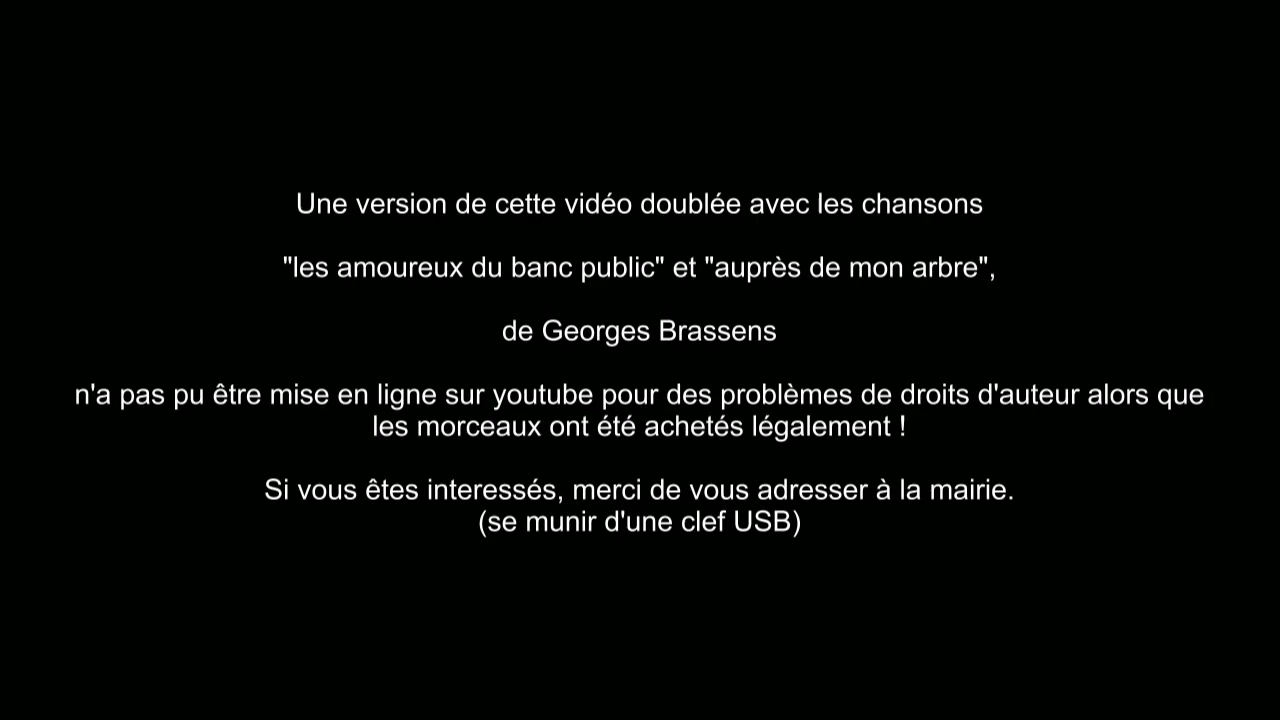 Une version de cette vidéo doublée avec les chansons
"les amoureux du banc public" et "auprès de mon arbre",
de Georges Brassens
n'a pas pu être mise en ligne sur youtube pour des problèmes de droits d'auteur alors que
les morceaux ont été achetés légalement !
Si vous êtes interessés, merci de vous adresser à la mairie.
(se munir d'une clef USB)